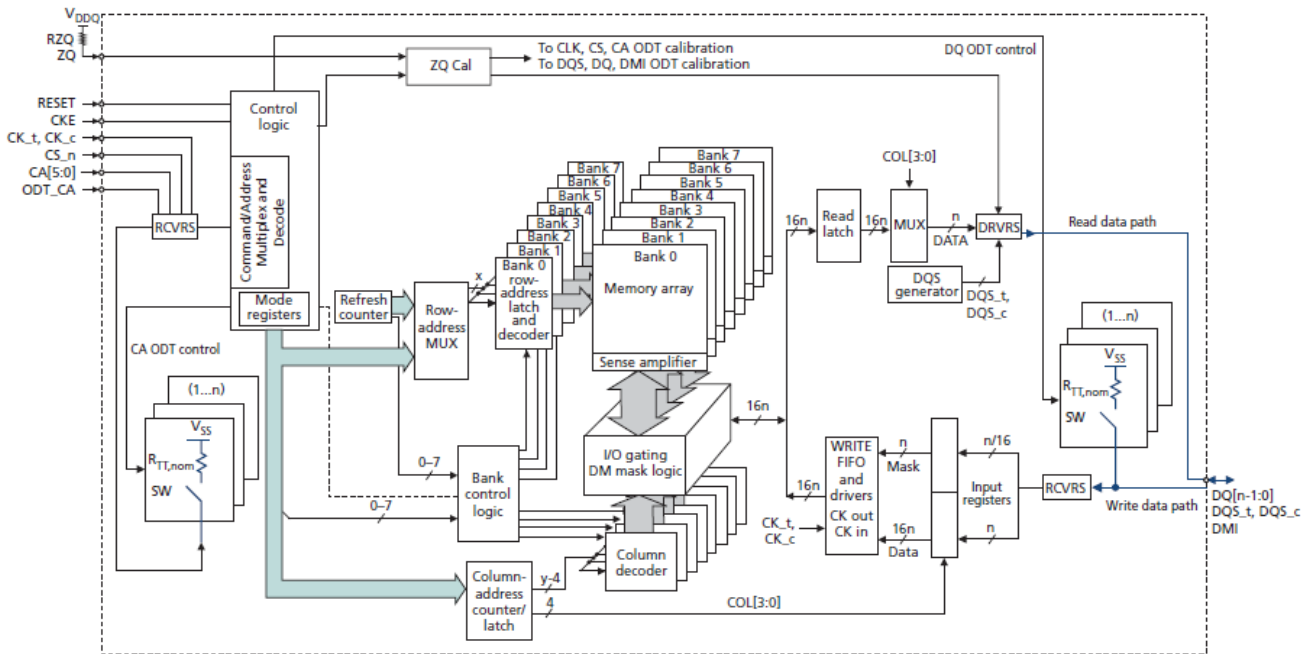 V_DDQ
RZQ
ZQ
RESET
CKE
CK_t, CK_c
CS_n
CA[5:0]
ODT_CA
RCVRS
Control
logic
Command/Address
Multiplex and
Decode
Mode
registers
ZQ Cal
To CLK, CS, CA ODT calibration
To DQS, DQ, DMI ODT calibration
DQ ODT control
CA ODT control
(1...n)
V_SS
R_TT,nom
SW
Refresh
counter
Row-
address
MUX
x
Bank 7
Bank 6
Bank 5
Bank 4
Bank 3
Bank 2
Bank 1
Bank 0
row-
address
latch
and
decoder
Bank 7
Bank 6
Bank 5
Bank 4
Bank 3
Bank 2
Bank 1
Bank 0
Memory array
Sense amplifier
0–7
0–7
Bank
control
logic
I/O gating
DM mask logic
Column
decoder
Column-
address
counter/
latch
y-4
4
COL[3:0]
16n
16n
Read
latch
16n
COL[3:0]
MUX
n
DATA
DRVRS
Read data path
DQS
generator
DQS_t,
DQS_c
(1...n)
V_SS
R_TT,nom
SW
16n
WRITE
FIFO
and
drivers
CK out
CK in
CK_t,
CK_c
n
Mask
16n
Data
Input
registers
n/16
n
RCVRS
Write data path
DQ[n-1:0]
DQS_t, DQS_c
DMI